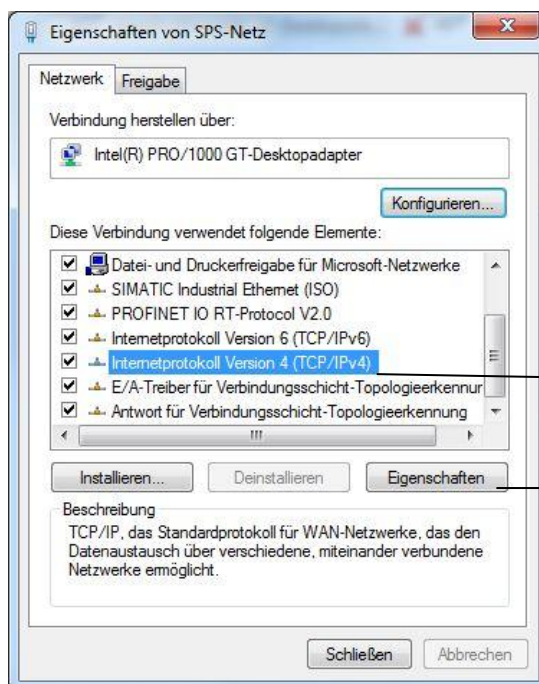 Eigenschaften von SPS-Netz
Netzwerk Freigabe
Verbindung herstellen über:
Intel(R) PRO/1000 GT-Desktopadapter
Konfigurieren...
Diese Verbindung verwendet folgende Elemente:
Datei- und Druckerfreigabe für Microsoft-Netzwerke
SIMATIC Industrial Ethernet (ISO)
PROFINET IO RT-Protocol V2.0
Internetprotokoll Version 6 (TCP/IPv6)
Internetprotokoll Version 4 (TCP/IPv4)
E/A-Treiber für Verbindungsschicht-Topologieerkennur
Antwort für Verbindungsschicht-Topologieerkennung
Installieren... Deinstallieren Eigenschaften
Beschreibung
TCP/IP, das Standardprotokoll für WAN-Netzwerke, das den
Datenaustausch über verschiedene, miteinander verbundene
Netzwerke ermöglicht.
Schließen Abbrechen